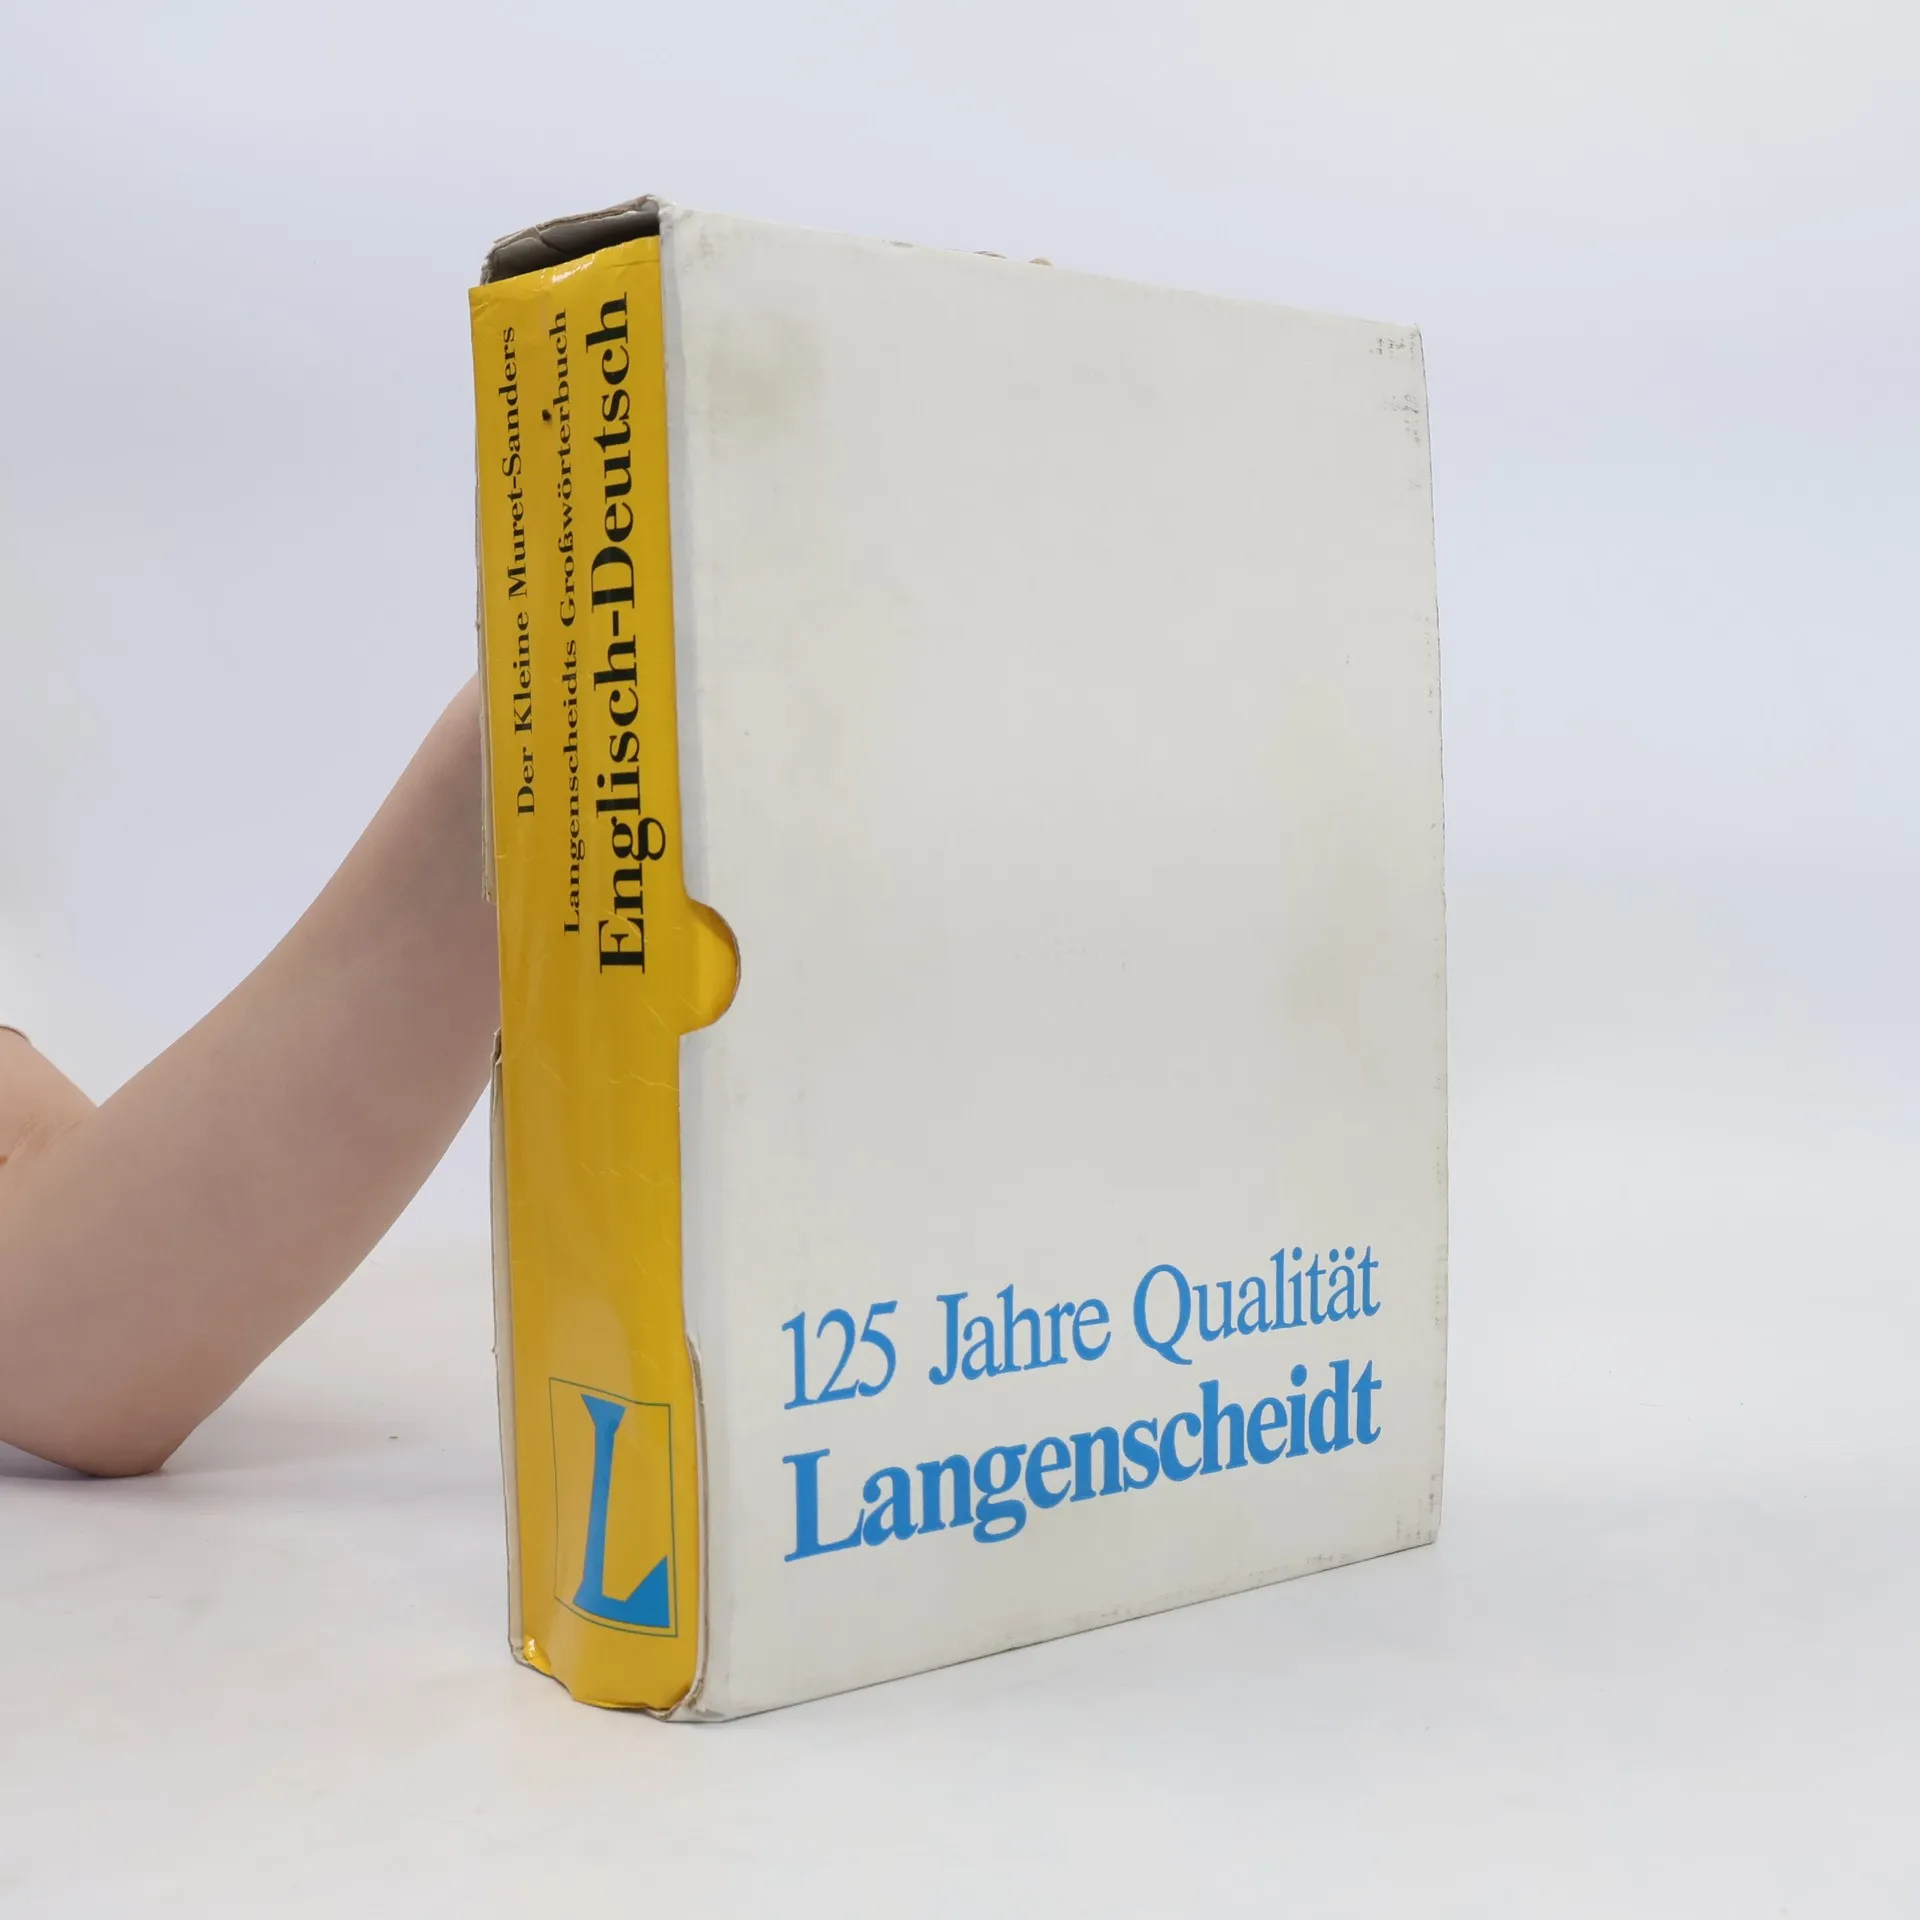 Der Kleine Muret-Sanders
Langenscheidts Großwörterbuch
Englisch-Deutsch
L
125 Jahre Qualität
Langenscheidt